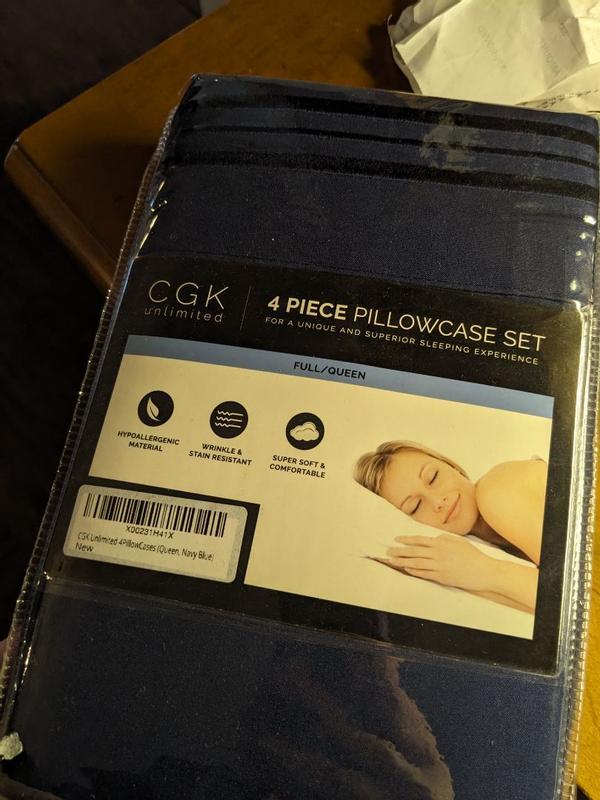 CGK
unlimited
4 PIECE PILLOWCASE SET
FOR A UNIQUE AND SUPERIOR SLEEPING EXPERIENCE
FULL/QUEEN
HYPOALLERGENIC
MATERIAL
WRINKLE &
STAIN RESISTANT
SUPER SOFT &
COMFORTABLE
X00231H41X
CGK Unlimited 4PillowCases (Queen, Navy Blue)
New